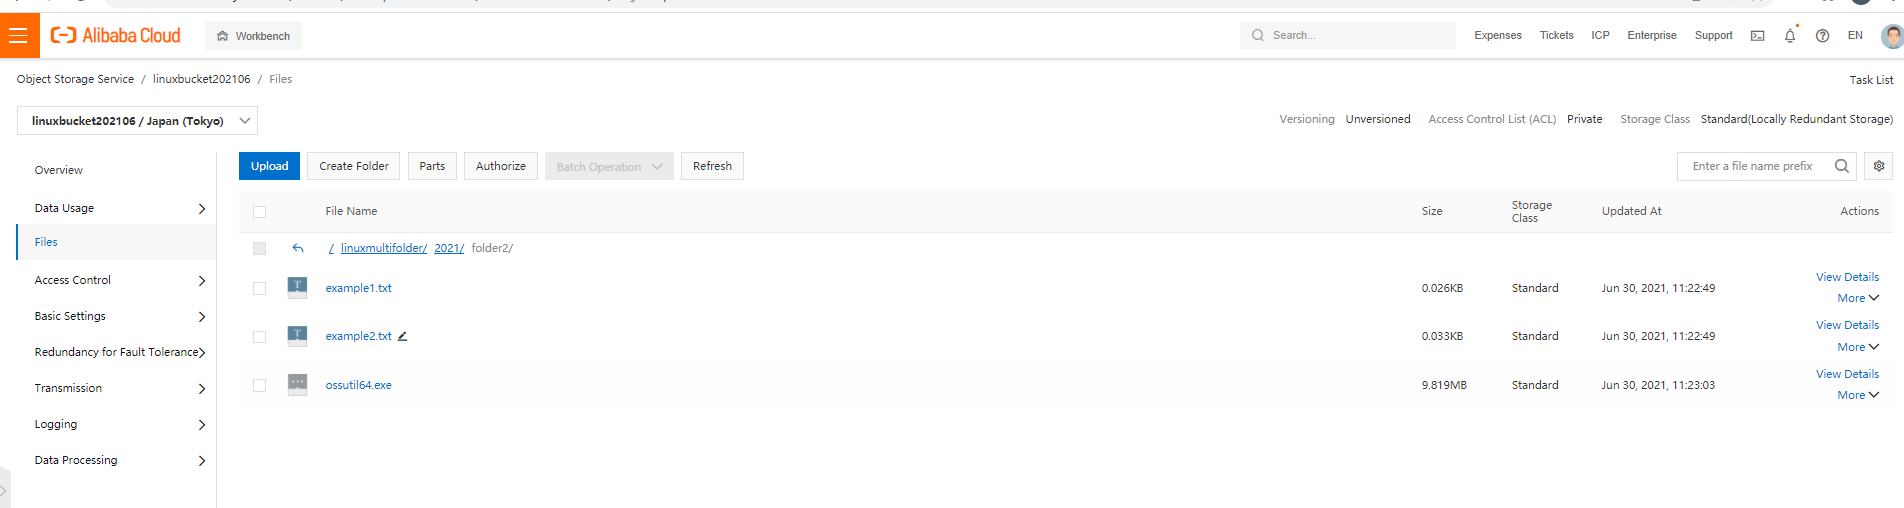 Alibaba Cloud Workbench Search... Expenses Tickets ICP Enterprise Support EN
Object Storage Service / linuxbucket202106 / Files Task List
linuxbucket202106 / Japan (Tokyo) Versioning Unversioned Access Control List (ACL) Private Storage Class Standard(Locally Redundant Storage)
Overview
Data Usage
Files
Access Control
Basic Settings
Redundancy for Fault Tolerance
Transmission
Logging
Data Processing
Upload Create Folder Parts Authorize Batch Operation Refresh Enter a file name prefix
File Name Size Storage Class Updated At Actions
/ linuxmultifolder/ 2021/ folder2/
example1.txt 0.026KB Standard Jun 30, 2021, 11:22:49 View Details
More
example2.txt 0.033KB Standard Jun 30, 2021, 11:22:49 View Details
More
ossutil64.exe 9.819MB Standard Jun 30, 2021, 11:23:03 View Details
More